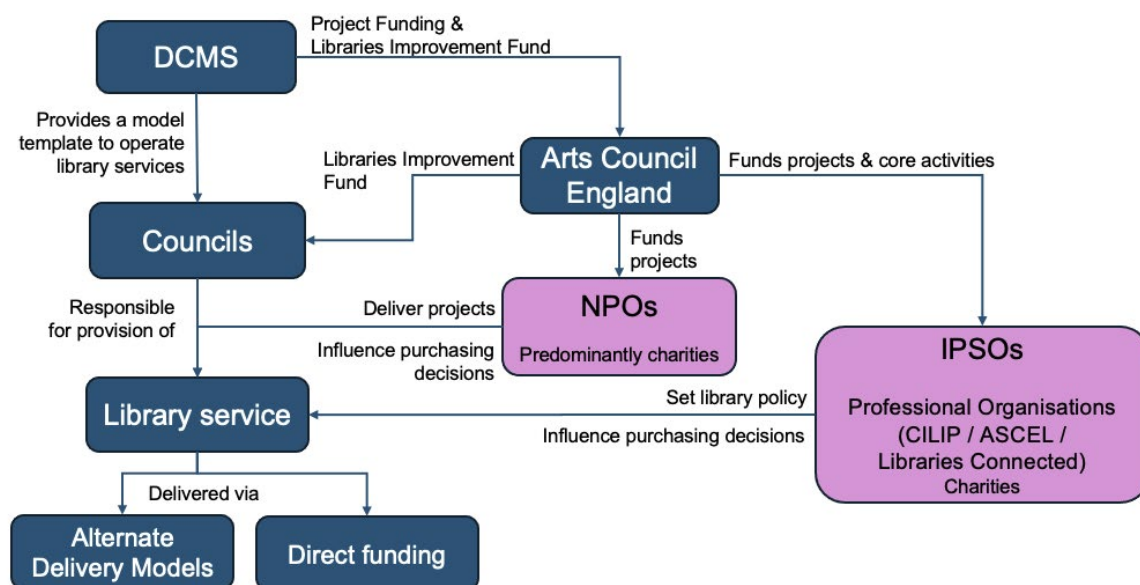 DCMS
Project Funding &
Libraries Improvement Fund
Provides a model
template to operate
library services
Libraries Improvement
Fund
Arts Council
England
Funds projects & core activities
Councils
Funds
projects
Responsible
for provision of
Deliver projects
Influence purchasing
decisions
NPOs
Predominantly charities
IPSOs
Professional Organisations
(CILIP / ASCEL /
Libraries Connected)
Charities
Library service
Set library policy
Influence purchasing decisions
Delivered via
Alternate
Delivery Models
Direct funding